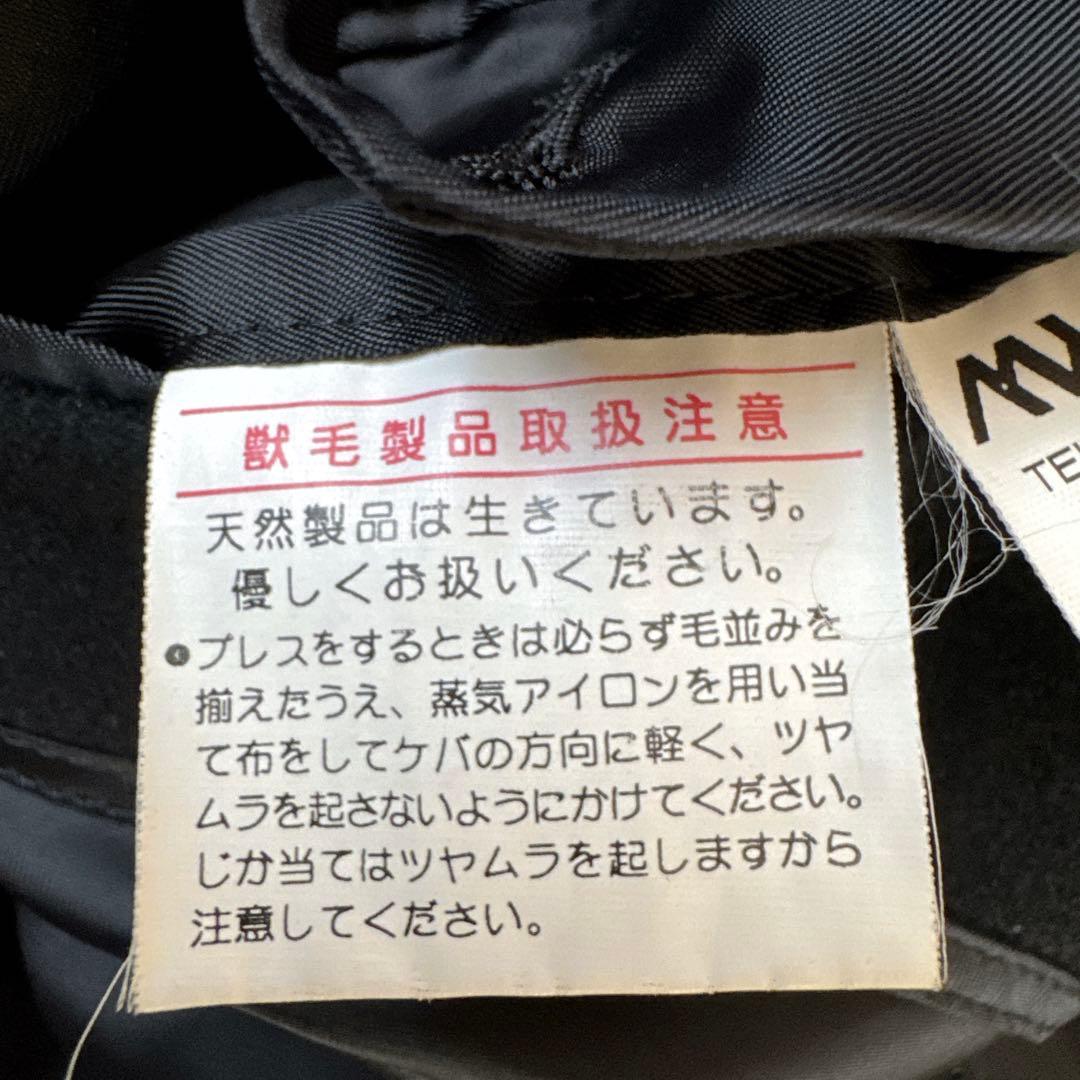 獣毛製品取扱注意
天然製品は生きています。
優しくお扱いください。
●プレスをするときは必らず毛並みを
揃えたうえ、蒸気アイロンを用い当
て布をしてケバの方向に軽く、ツヤ
ムラを起さないようにかけてください。
じか当てはツヤムラを起しますから
注意してください。